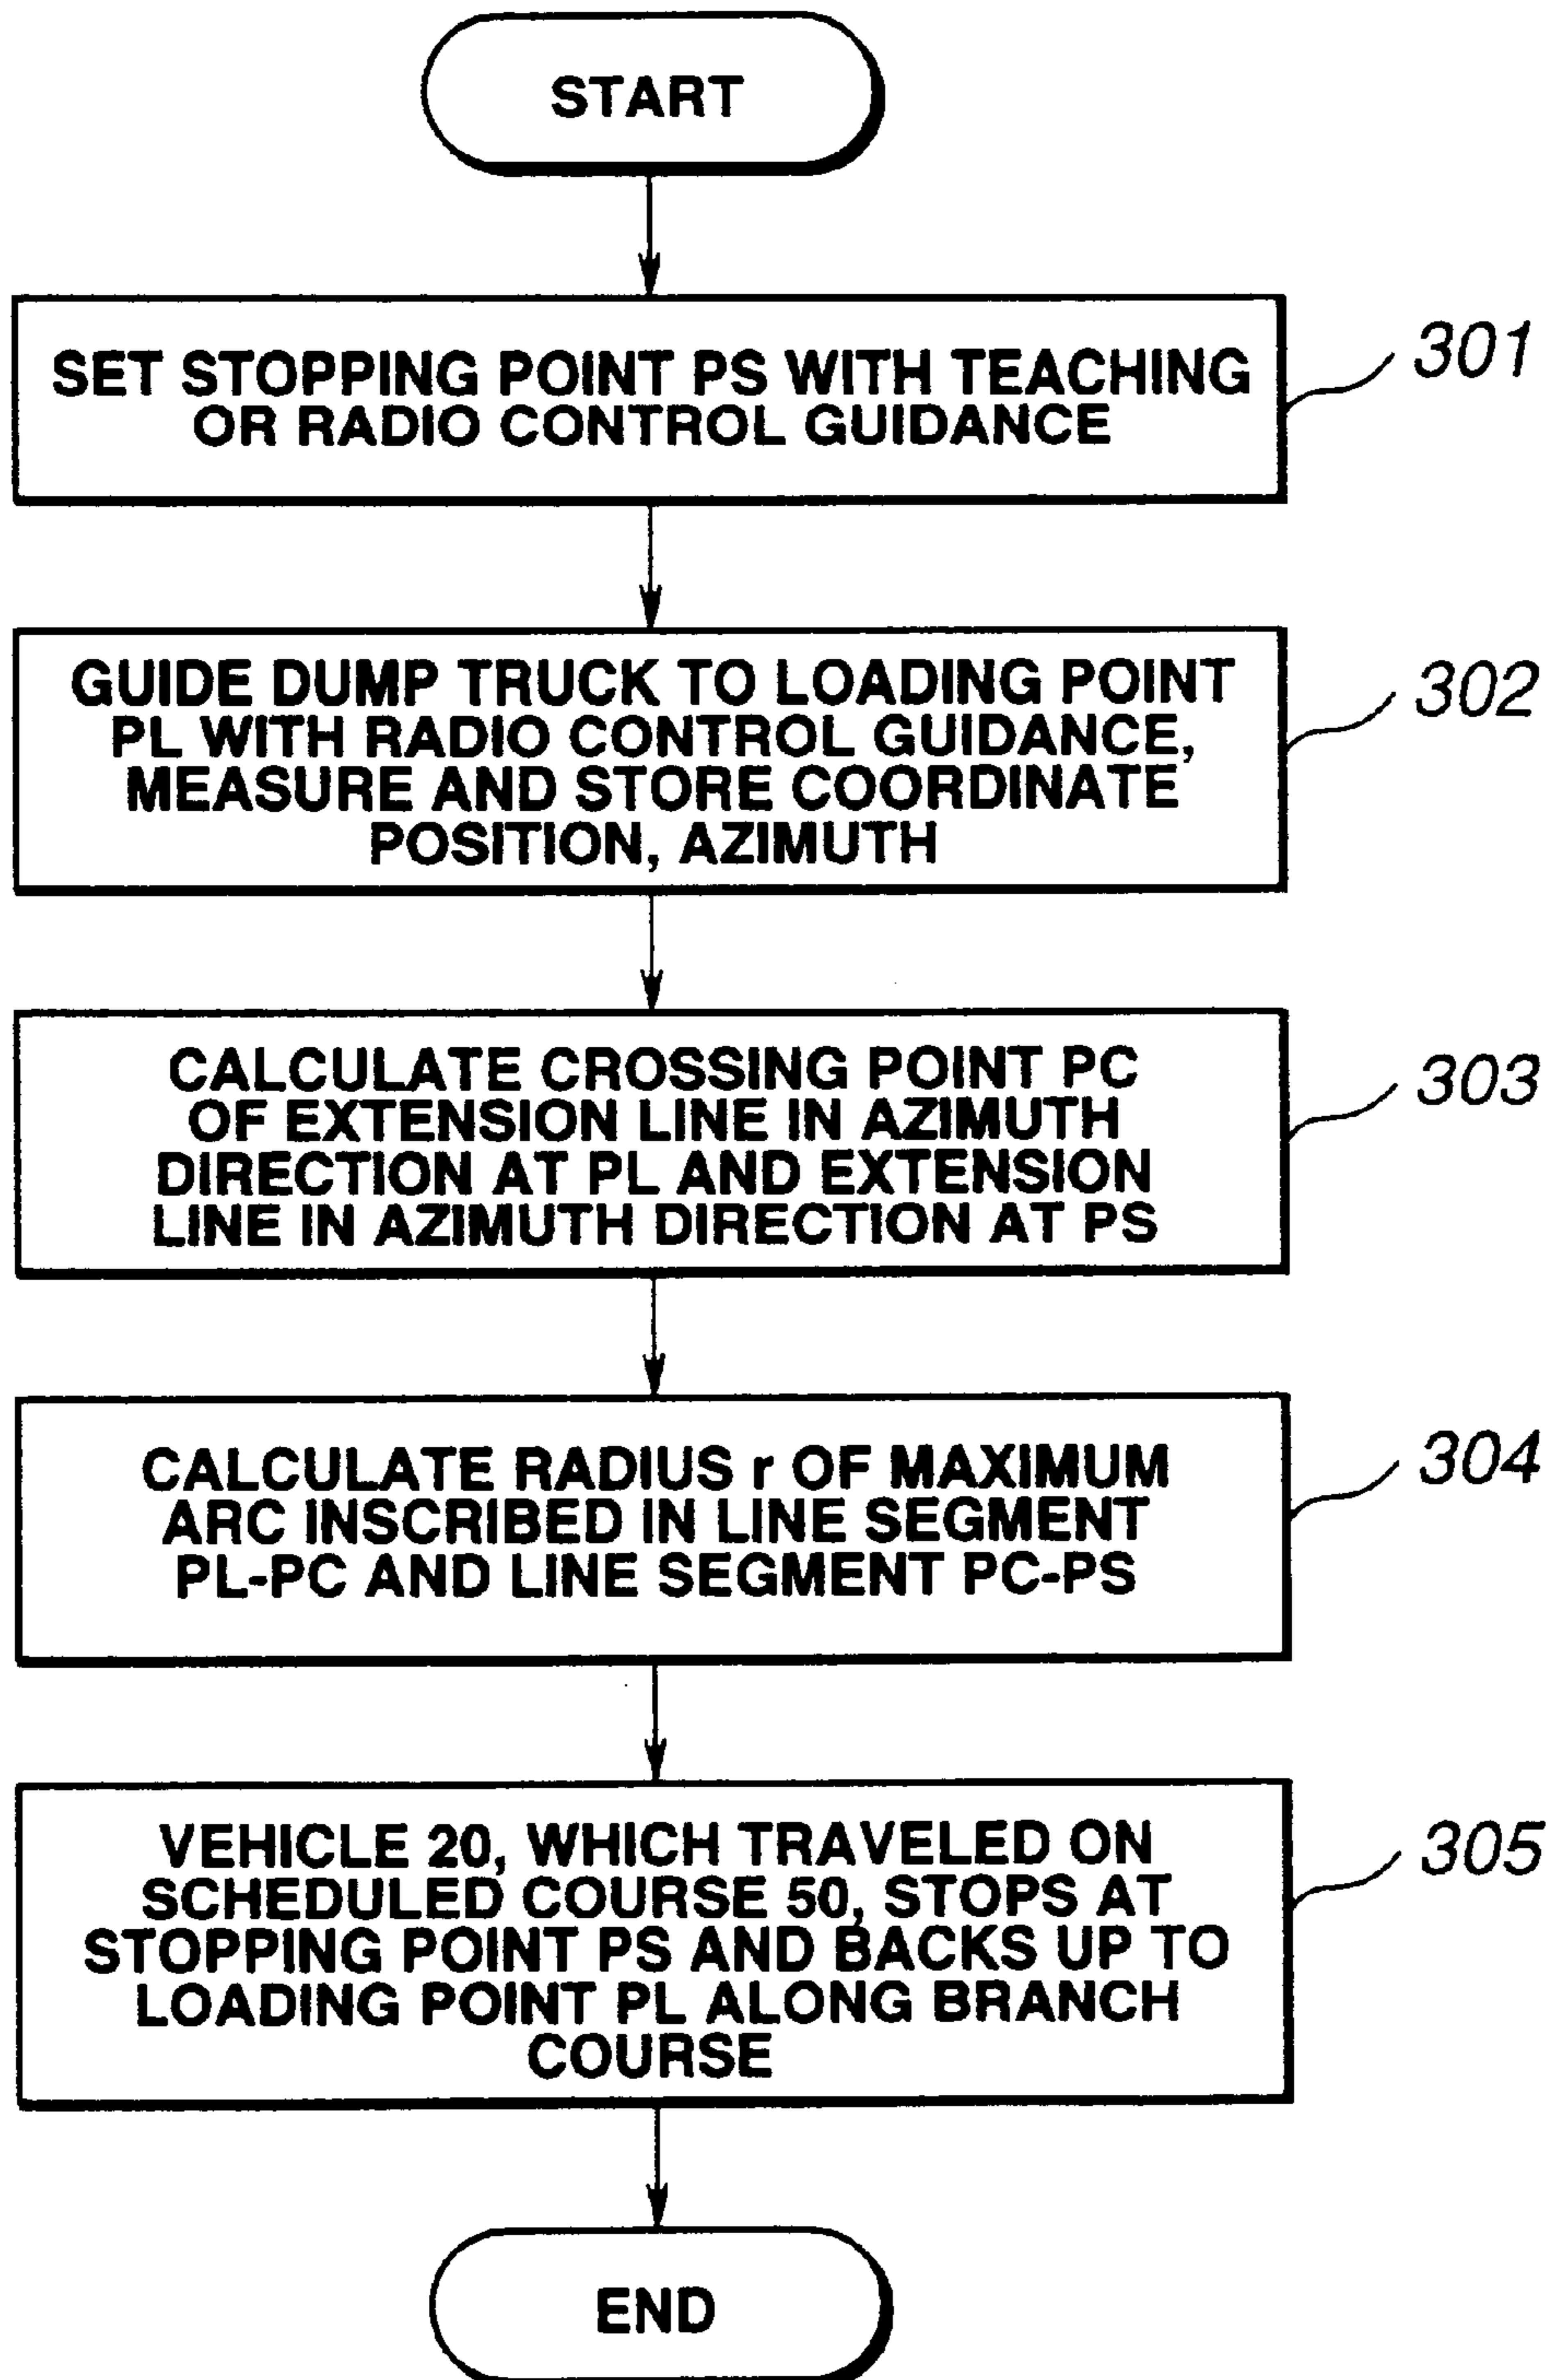 START
SET STOPPING POINT PS WITH TEACHING
OR RADIO CONTROL GUIDANCE
301
GUIDE DUMP TRUCK TO LOADING POINT
PL WITH RADIO CONTROL GUIDANCE,
MEASURE AND STORE COORDINATE
POSITION, AZIMUTH
302
CALCULATE CROSSING POINT PC
OF EXTENSION LINE IN AZIMUTH
DIRECTION AT PL AND EXTENSION
LINE IN AZIMUTH DIRECTION AT PS
303
CALCULATE RADIUS r OF MAXIMUM
ARC INSCRIBED IN LINE SEGMENT
PL-PC AND LINE SEGMENT PC-PS
304
VEHICLE 20, WHICH TRAVELED ON
SCHEDULED COURSE 50, STOPS AT
STOPPING POINT PS AND BACKS UP TO
LOADING POINT PL ALONG BRANCH
COURSE
305
END